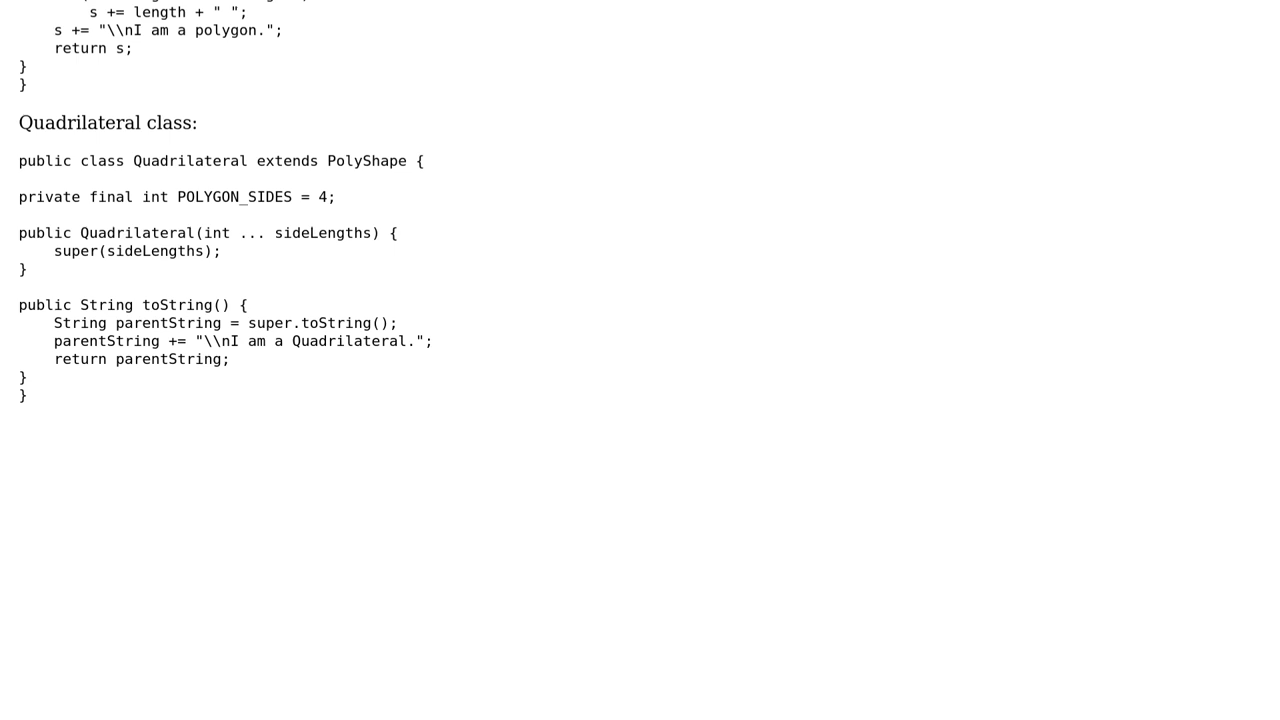 s += length + " ";
s += "\\nI am a polygon.";
return s;
}
}
Quadrilateral class:
public class Quadrilateral extends PolyShape {
private final int POLYGON_SIDES = 4;
public Quadrilateral(int ... sideLengths) {
super(sideLengths);
}
public String toString() {
String parentString = super.toString();
parentString += "\\nI am a Quadrilateral.";
return parentString;
}
}